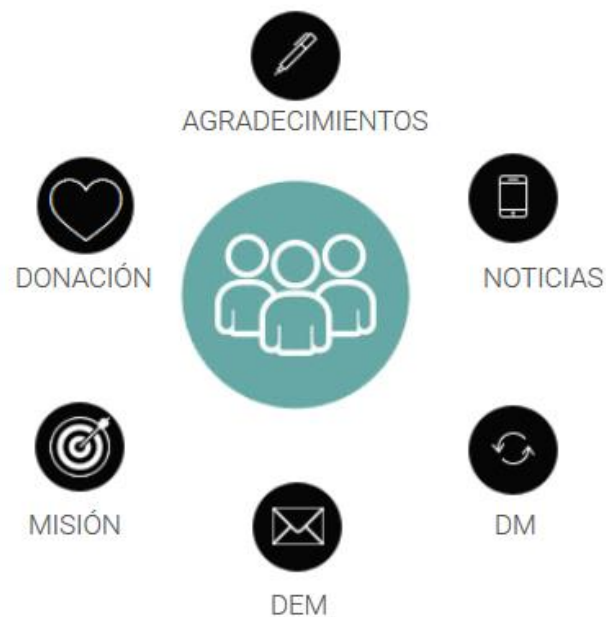 AGRADECIMIENTOS
DONACIÓN
NOTICIAS
MISIÓN
DM
DEM